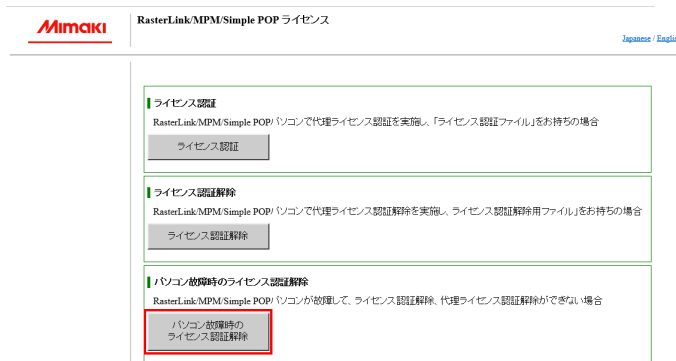 Mimaki
RasterLink/MPM/Simple POP ライセンス
Japanese / Englis
ライセンス認証
RasterLink/MPM/Simple POPパソコンで代理ライセンス認証を実施し、「ライセンス認証ファイル」をお持ちの場合
ライセンス認証
ライセンス認証解除
RasterLink/MPM/Simple POPパソコンで代理ライセンス認証解除を実施し、ライセンス認証解除用ファイル」をお持ちの場合
ライセンス認証解除
パソコン故障時のライセンス認証解除
RasterLink/MPM/Simple POPパソコンが故障して、ライセンス認証解除、代理ライセンス認証解除ができない場合
パソコン故障時の
ライセンス認証解除